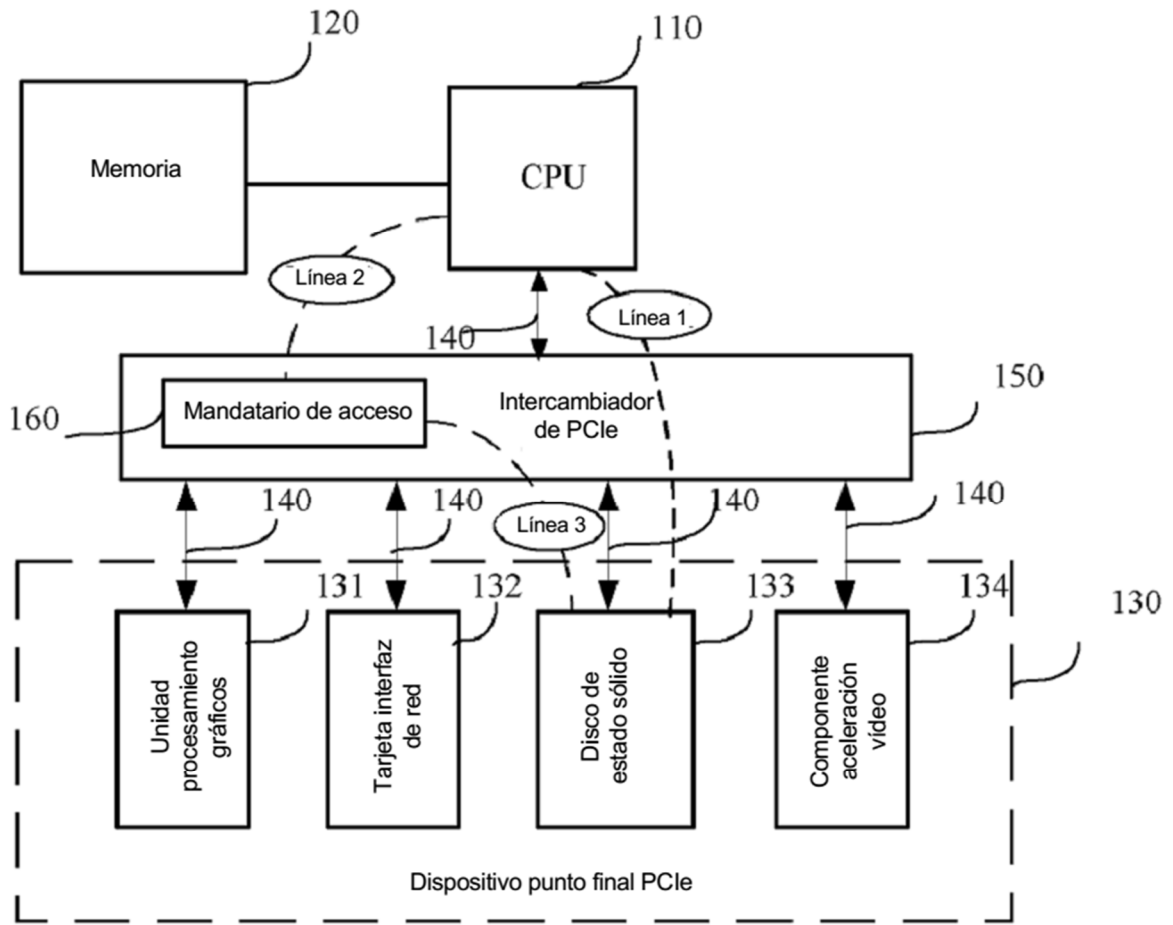 120
110
Memoria
CPU
Línea 2
Línea 1
140
150
160
Mandatario de acceso
Intercambiador
de PCIe
140
140
Línea 3
140
140
131
132
133
134
130
Unidad
procesamiento
gráficos
Tarjeta interfaz
de red
Disco de
estado sólido
Componente
aceleración
vídeo
Dispositivo punto final PCIe